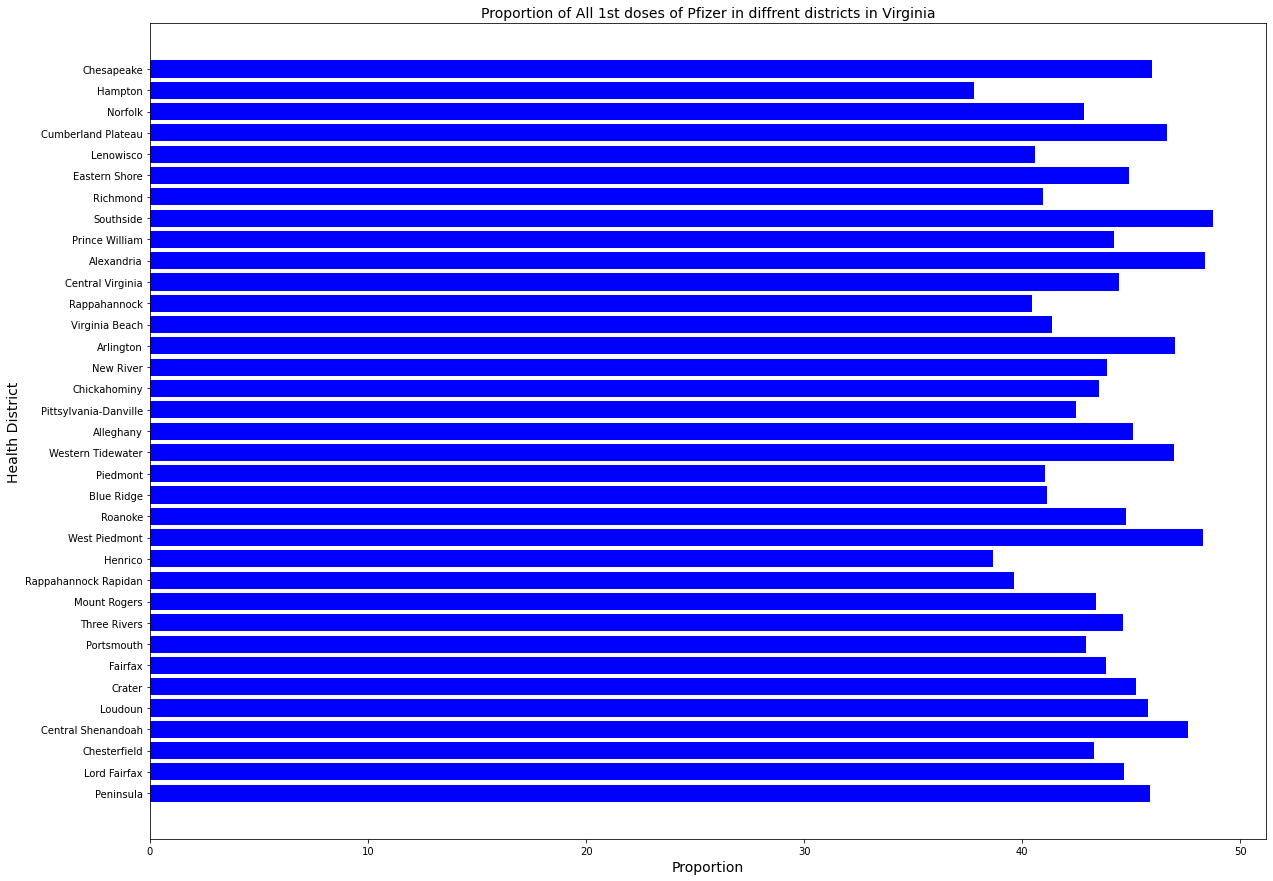 Proportion of All 1st doses of Pfizer in diffrent districts in Virginia
Health District
Chesapeake
Hampton
Norfolk
Cumberland Plateau
Lenowisco
Eastern Shore
Richmond
Southside
Prince William
Alexandria
Central Virginia
Rappahannock
Virginia Beach
Arlington
New River
Chickahominy
Pittsylvania-Danville
Alleghany
Western Tidewater
Piedmont
Blue Ridge
Roanoke
West Piedmont
Henrico
Rappahannock Rapidan
Mount Rogers
Three Rivers
Portsmouth
Fairfax
Crater
Loudoun
Central Shenandoah
Chesterfield
Lord Fairfax
Peninsula
0 10 20 30 40 50
Proportion